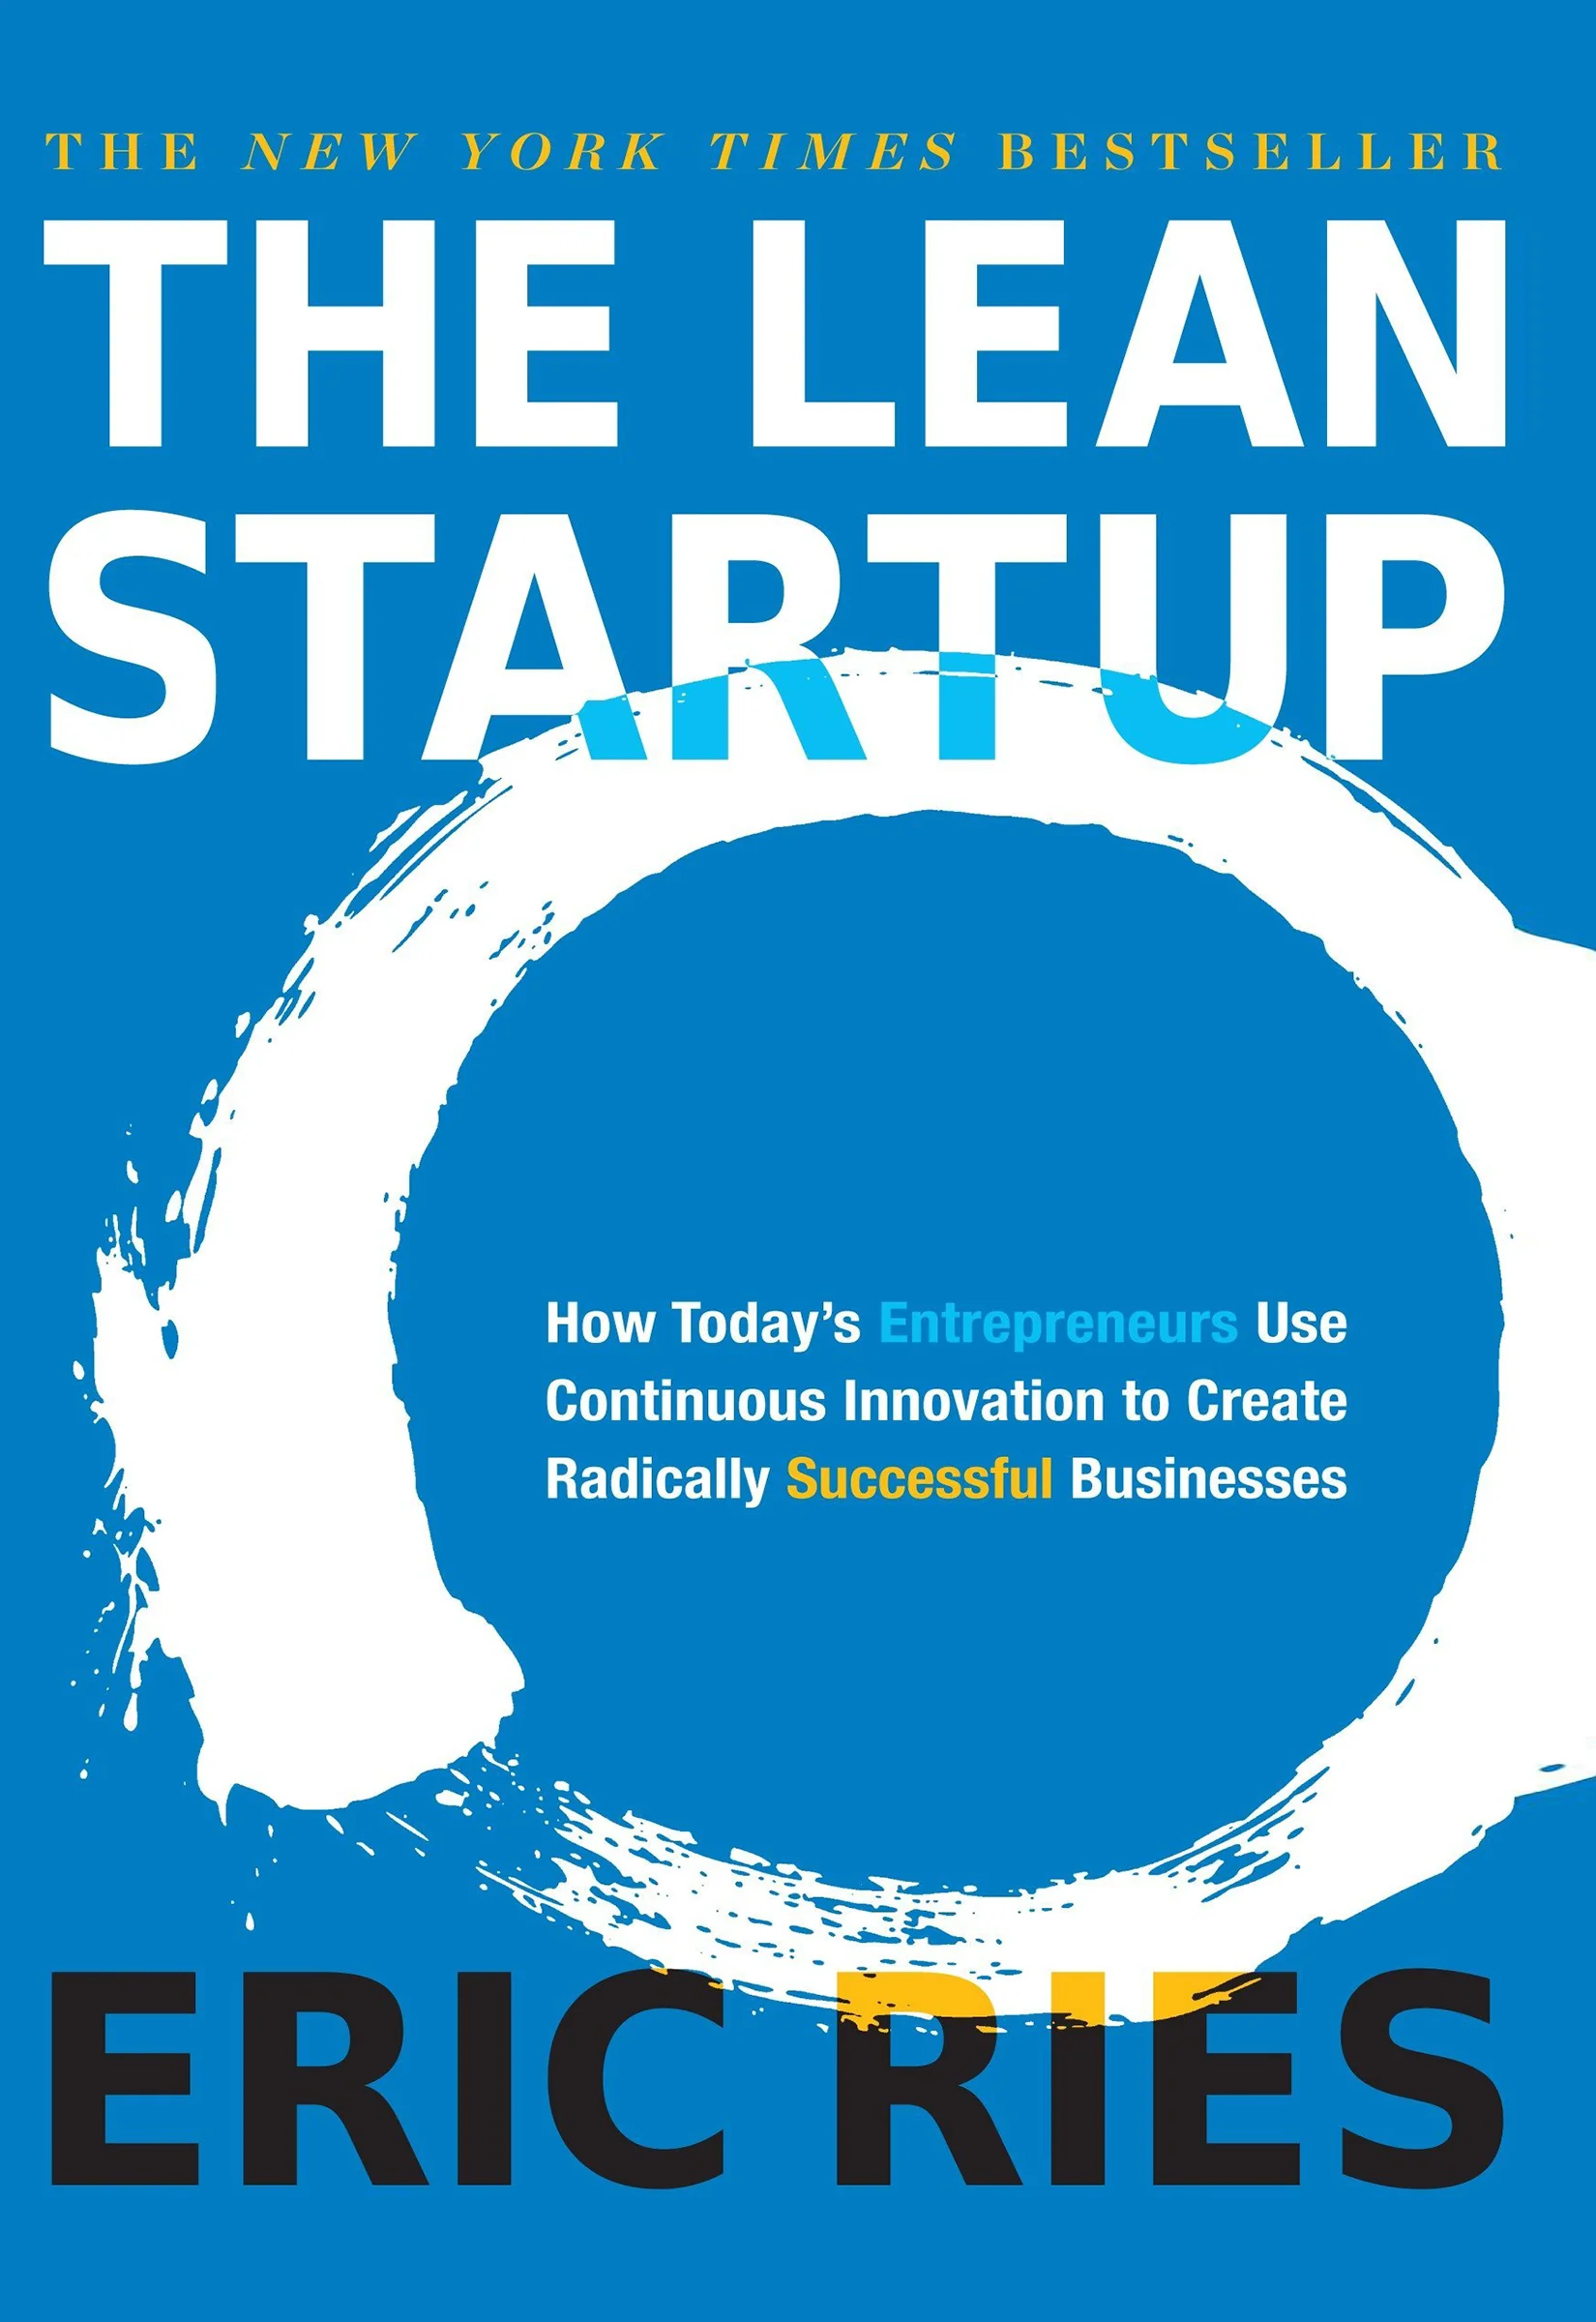 THE NEW YORK TIMES BESTSELLER
THE LEAN
STARTUP
How Today’s Entrepreneurs Use
Continuous Innovation to Create
Radically Successful Businesses
ERIC RIES